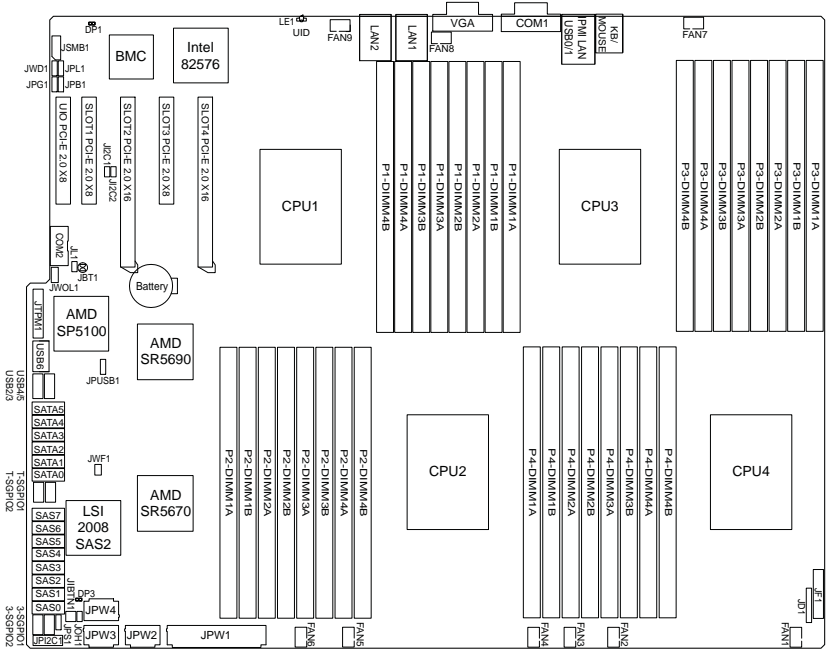 DP1
LE1
UID
FAN9
LAN2
LAN1
VGA
FAN8
COM1
IPMI LAN
USB0/1
KB/
MOUSE
FAN7
JSMB1
JWD1
JPL1
JPG1
JPB1
BMC
Intel
82576
UIO PCI-E 2.0 X8
SLOT1 PCI-E 2.0 X8
SLOT2 PCI-E 2.0 X16
SLOT3 PCI-E 2.0 X8
SLOT4 PCI-E 2.0 X16
JI2C1
JI2C2
CPU1
P1-DIMM4B
P1-DIMM4A
P1-DIMM3B
P1-DIMM3A
P1-DIMM2B
P1-DIMM2A
P1-DIMM1B
P1-DIMM1A
CPU3
P3-DIMM4B
P3-DIMM4A
P3-DIMM3B
P3-DIMM3A
P3-DIMM2B
P3-DIMM2A
P3-DIMM1B
P3-DIMM1A
COM2
JL1
JBT1
JWOL1
Battery
JTPM1
AMD
SP5100
AMD
SR5690
USB6
JPUSB1
USB4/5
USB2/3
SATA5
SATA4
SATA3
SATA2
SATA1
SATA0
T-SGPIO1
T-SGPIO2
JWF1
LSI
2008
SAS2
AMD
SR5670
SAS7
SAS6
SAS5
SAS4
SAS3
SAS2
SAS1
SAS0
JIBTN1
DP3
3-SGPIO1
3-SGPIO2
JPI2C1
JPS1
JOH1
JPW4
JPW3
JPW2
JPW1
P2-DIMM1A
P2-DIMM1B
P2-DIMM2A
P2-DIMM2B
P2-DIMM3A
P2-DIMM3B
P2-DIMM4A
P2-DIMM4B
CPU2
P4-DIMM1A
P4-DIMM1B
P4-DIMM2A
P4-DIMM2B
P4-DIMM3A
P4-DIMM3B
P4-DIMM4A
P4-DIMM4B
CPU4
FAN6
FAN5
FAN4
FAN3
FAN2
FAN1
JD1
JF1